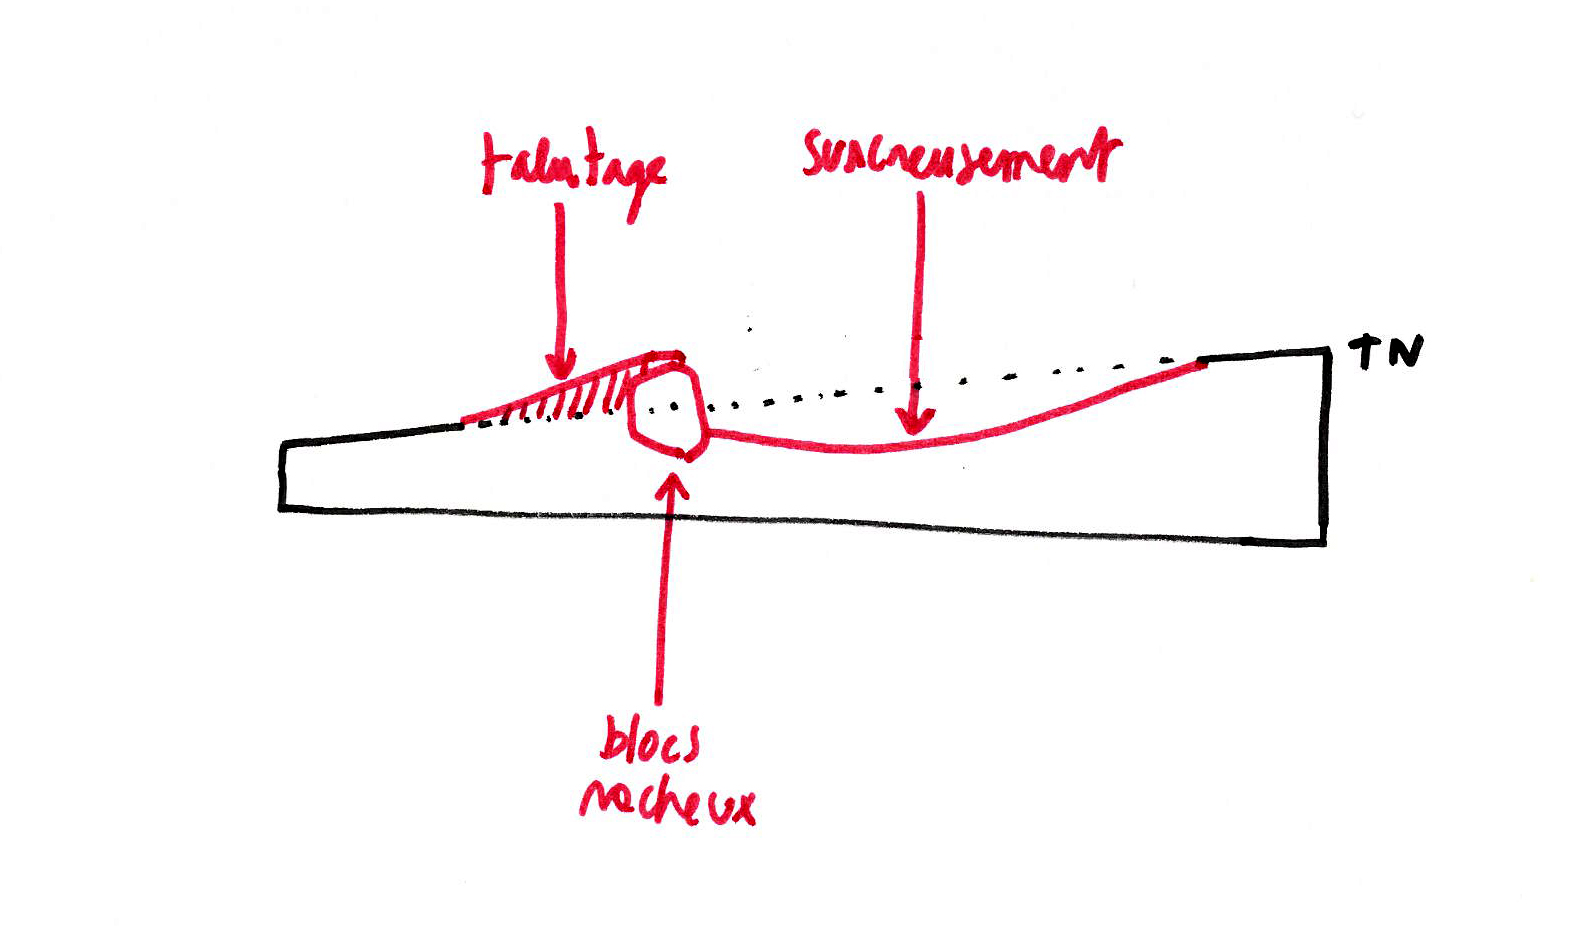 talutage
surcreusement
TN
blocs
rocheux